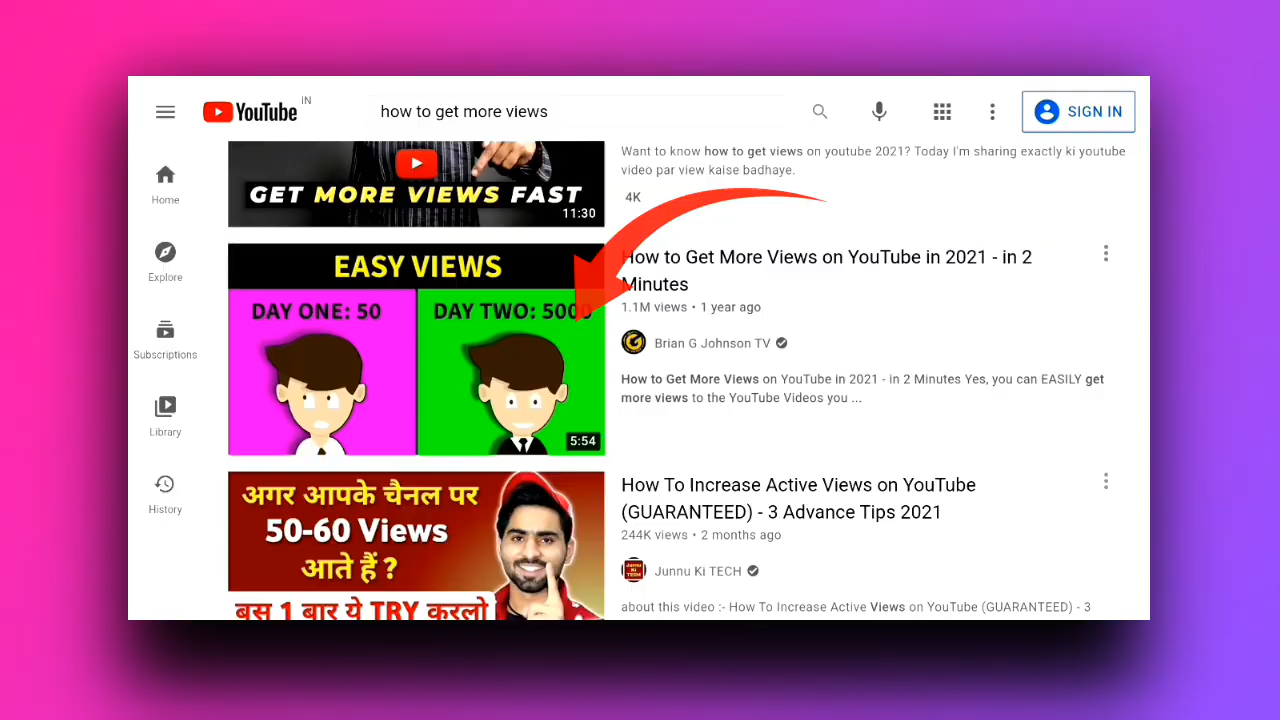 YouTube IN
how to get more views
SIGN IN
Home
Explore
Subscriptions
Library
History
GET MORE VIEWS FAST
11:30
Want to know how to get views on youtube 2021? Today I'm sharing exactly ki youtube
video par view kaise badhaye.
4K
EASY VIEWS
DAY ONE: 50
DAY TWO: 5000
5:54
How to Get More Views on YouTube in 2021 - in 2
Minutes
1.1M views • 1 year ago
Brian G Johnson TV
How to Get More Views on YouTube in 2021 - in 2 Minutes Yes, you can EASILY get
more views to the YouTube Videos you ...
अगर आपके चैनल पर
50-60 Views
आते हैं ?
बस 1 बार ये TRY करलो
How To Increase Active Views on YouTube
(GUARANTEED) - 3 Advance Tips 2021
244K views • 2 months ago
Junnu Ki TECH
about this video :- How To Increase Active Views on YouTube (GUARANTEED) - 3